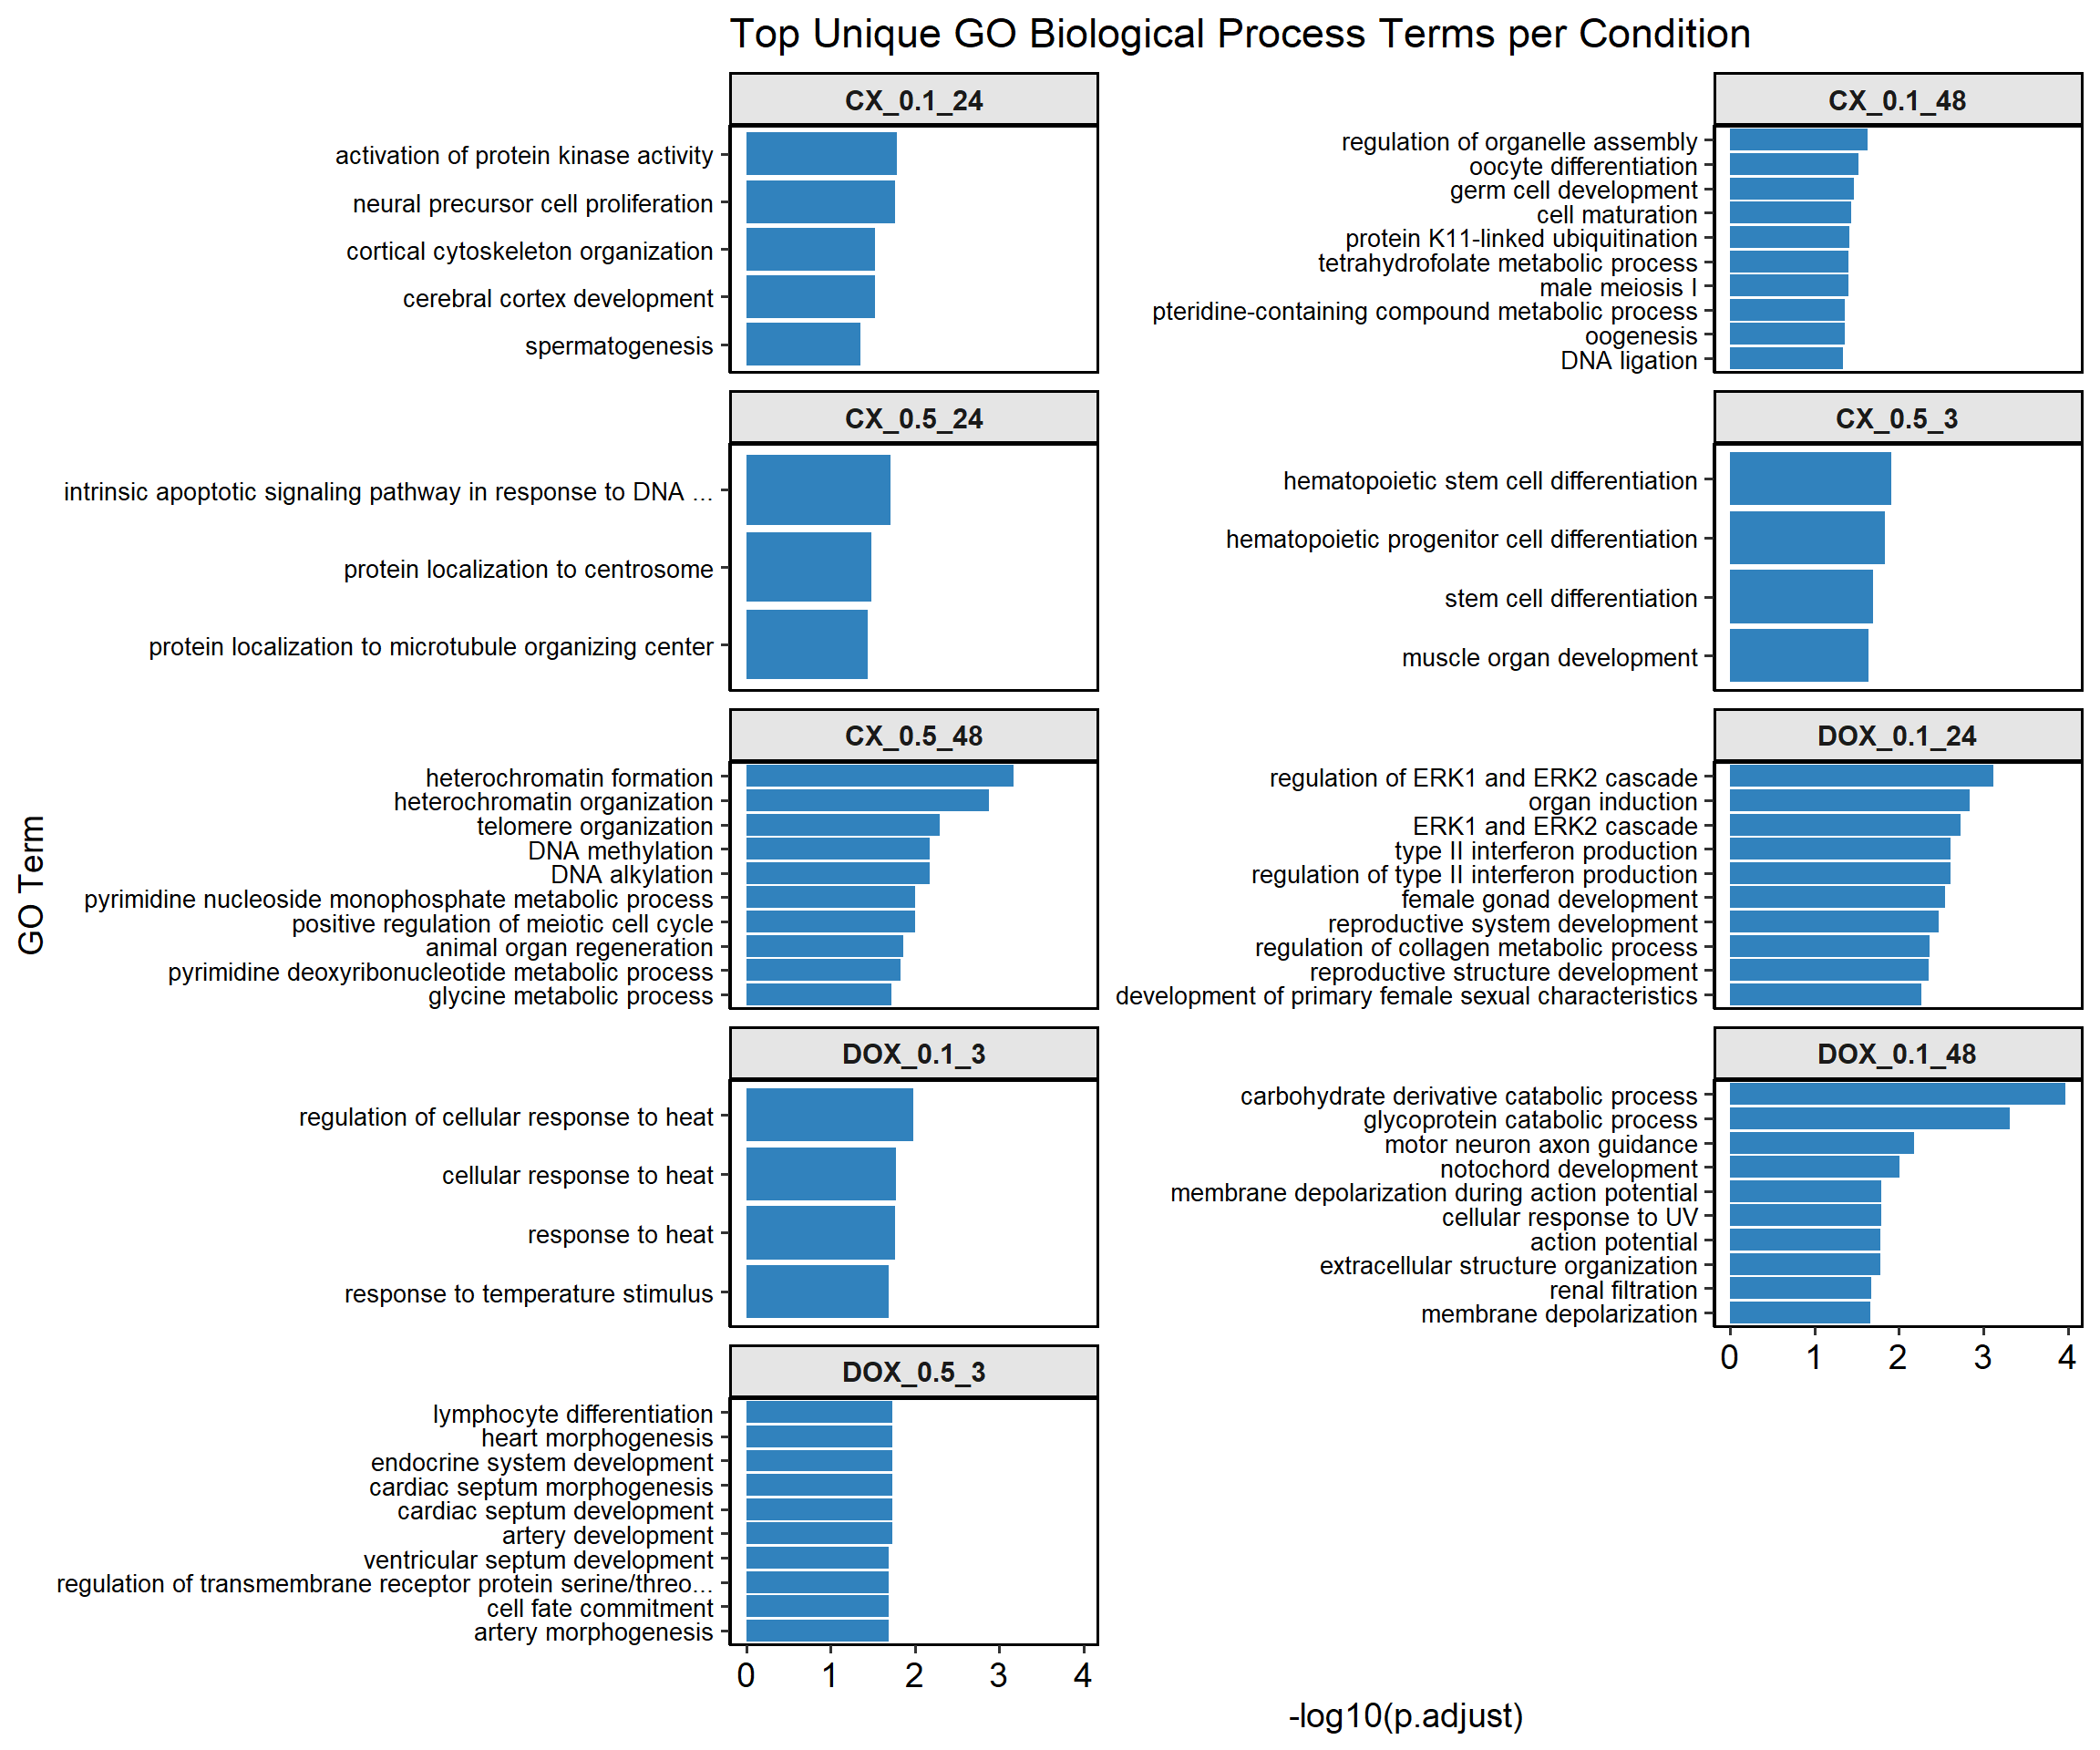 Top Unique GO Biological Process Terms per Condition
CX_0.1_24
activation of protein kinase activity
neural precursor cell proliferation
cortical cytoskeleton organization
cerebral cortex development
spermatogenesis
CX_0.1_48
regulation of organelle assembly
oocyte differentiation
germ cell development
cell maturation
protein K11-linked ubiquitination
tetrahydrofolate metabolic process
male meiosis I
pteridine-containing compound metabolic process
oogenesis
DNA ligation
CX_0.5_24
intrinsic apoptotic signaling pathway in response to DNA ...
protein localization to centrosome
protein localization to microtubule organizing center
CX_0.5_3
hematopoietic stem cell differentiation
hematopoietic progenitor cell differentiation
stem cell differentiation
muscle organ development
GO Term
CX_0.5_48
heterochromatin formation
heterochromatin organization
telomere organization
DNA methylation
DNA alkylation
pyrimidine nucleoside monophosphate metabolic process
positive regulation of meiotic cell cycle
animal organ regeneration
pyrimidine deoxyribonucleotide metabolic process
glycine metabolic process
DOX_0.1_24
regulation of ERK1 and ERK2 cascade
organ induction
ERK1 and ERK2 cascade
type II interferon production
regulation of type II interferon production
female gonad development
reproductive system development
regulation of collagen metabolic process
reproductive structure development
development of primary female sexual characteristics
DOX_0.1_3
regulation of cellular response to heat
cellular response to heat
response to heat
response to temperature stimulus
DOX_0.1_48
carbohydrate derivative catabolic process
glycoprotein catabolic process
motor neuron axon guidance
notochord development
membrane depolarization during action potential
cellular response to UV
action potential
extracellular structure organization
renal filtration
membrane depolarization
0 1 2 3 4
DOX_0.5_3
lymphocyte differentiation
heart morphogenesis
endocrine system development
cardiac septum morphogenesis
cardiac septum development
artery development
ventricular septum development
regulation of transmembrane receptor protein serine/threo...
cell fate commitment
artery morphogenesis
0 1 2 3 4
-log10(p.adjust)